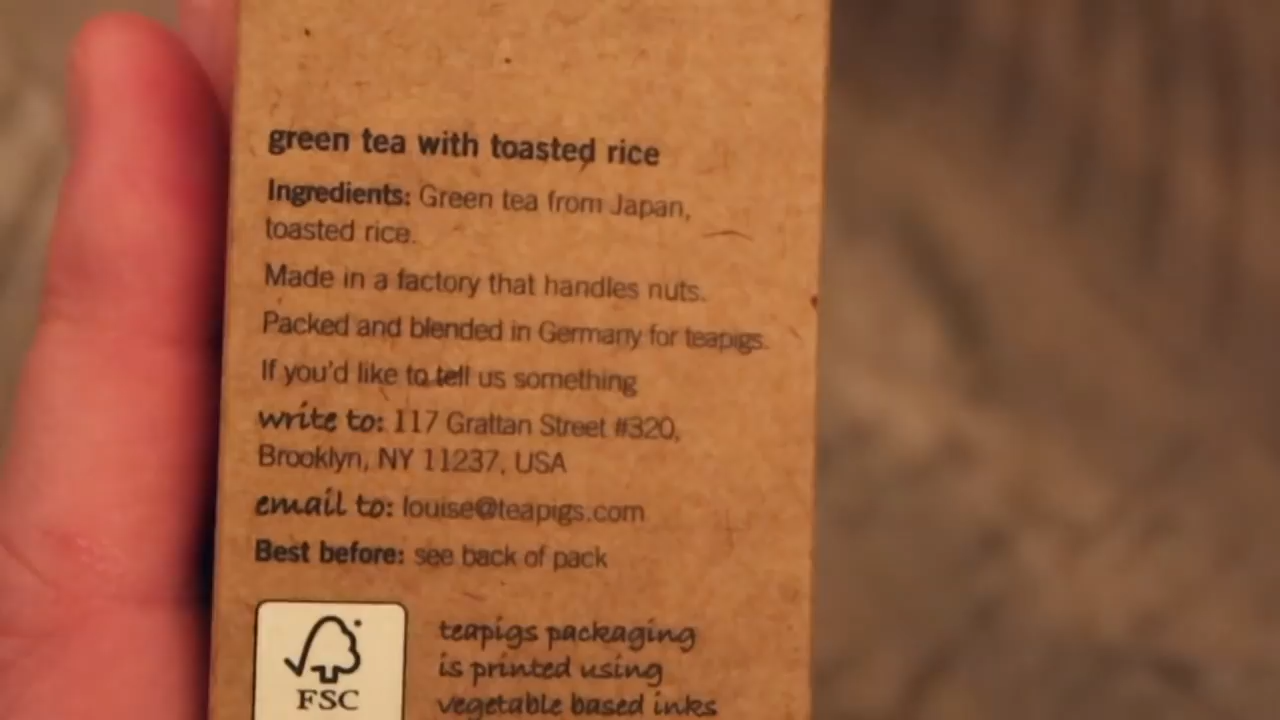 green tea with toasted rice
Ingredients: Green tea from Japan,
toasted rice.
Made in a factory that handles nuts.
Packed and blended in Germany for teapigs.
If you'd like to tell us something
write to: 117 Grattan Street #320,
Brooklyn, NY 11237, USA
email to: louise@teapigs.com
Best before: see back of pack
FSC
teapigs packaging
is printed using
vegetable based inks